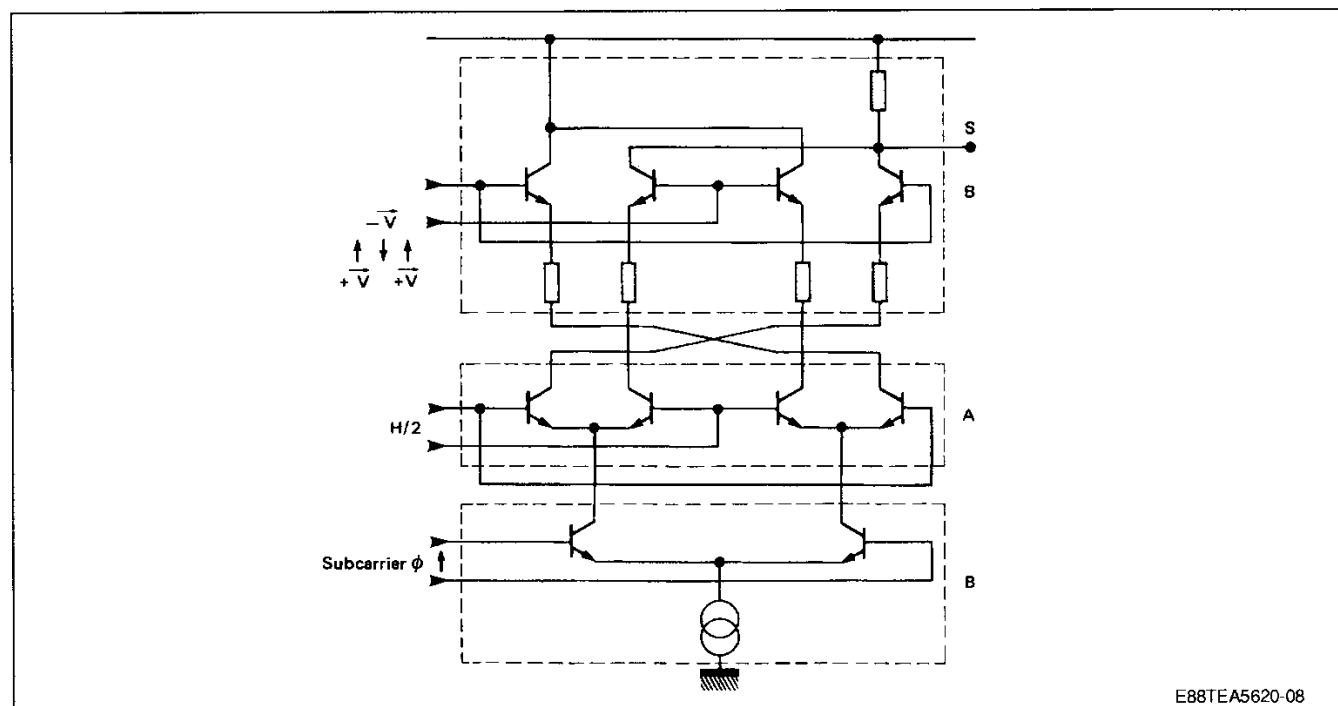 S
B
− V⃗
+ V⃗ + V⃗
H/2
A
Subcarrier ϕ
B
E88TEA5620-08